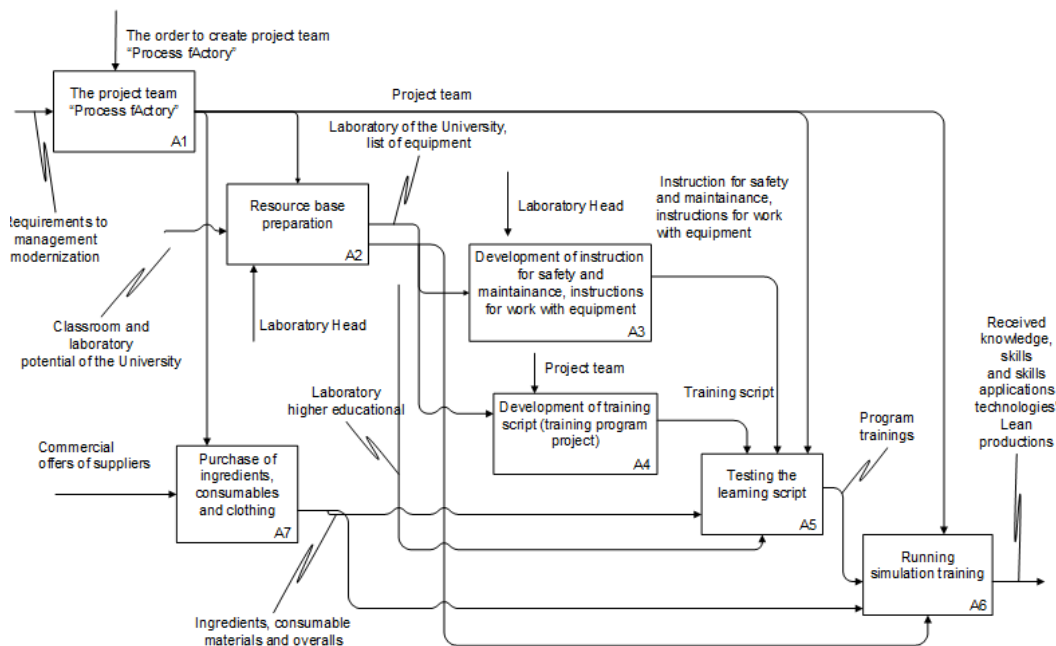 The order to create project team
“Process fActory”
The project team
“Process fActory”
A1
Project team
Laboratory of the University,
list of equipment
Requirements to
management
modernization
Resource base
preparation
A2
Laboratory Head
Instruction for safety
and maintainance,
instructions for work
with equipment
Development of instruction
for safety and
maintainance, instructions
for work with equipment
A3
Laboratory Head
Classroom and
laboratory
potential of the University
Project team
Received
knowledge,
skills
and skills
applications
technologies'
Lean
productions
Laboratory
higher educational
Development of training
script (training program
project)
A4
Training script
Program
trainings
Commercial
offers of suppliers
Purchase of
ingredients,
consumables
and clothing
A7
Testing the
learning script
A5
Running
simulation training
A6
Ingredients, consumable
materials and overalls